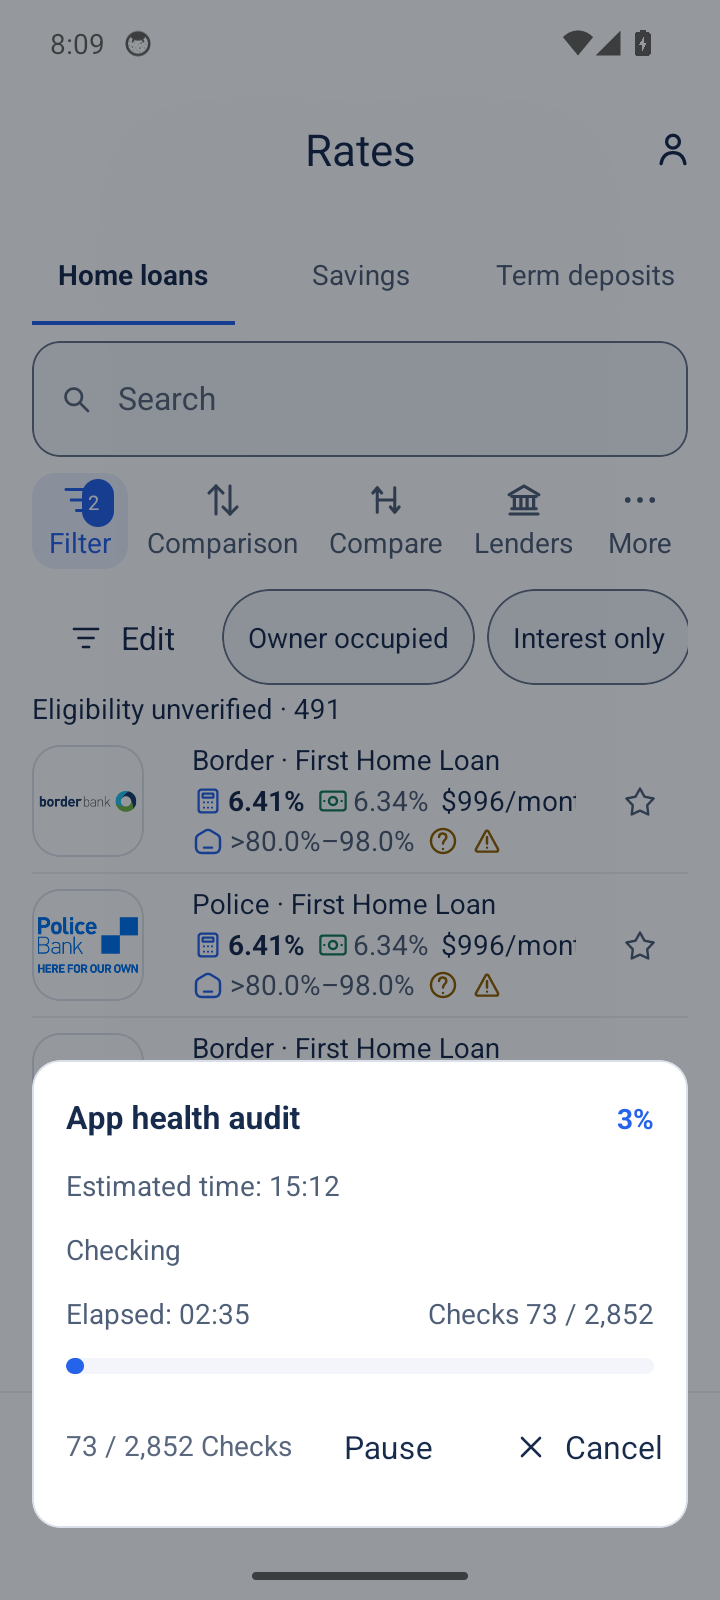 8:09
Rates
Home loans
Savings
Term deposits
Search
2
Filter
Comparison
Compare
Lenders
More
Edit
Owner occupied
Interest only
Eligibility unverified · 491
border bank
Border · First Home Loan
6.41% 6.34% $996/mon
>80.0%–98.0%
Police Bank
HERE FOR OUR OWN
Police · First Home Loan
6.41% 6.34% $996/mon
>80.0%–98.0%
Border · First Home Loan
App health audit
3%
Estimated time: 15:12
Checking
Elapsed: 02:35
Checks 73 / 2,852
73 / 2,852 Checks
Pause
Cancel